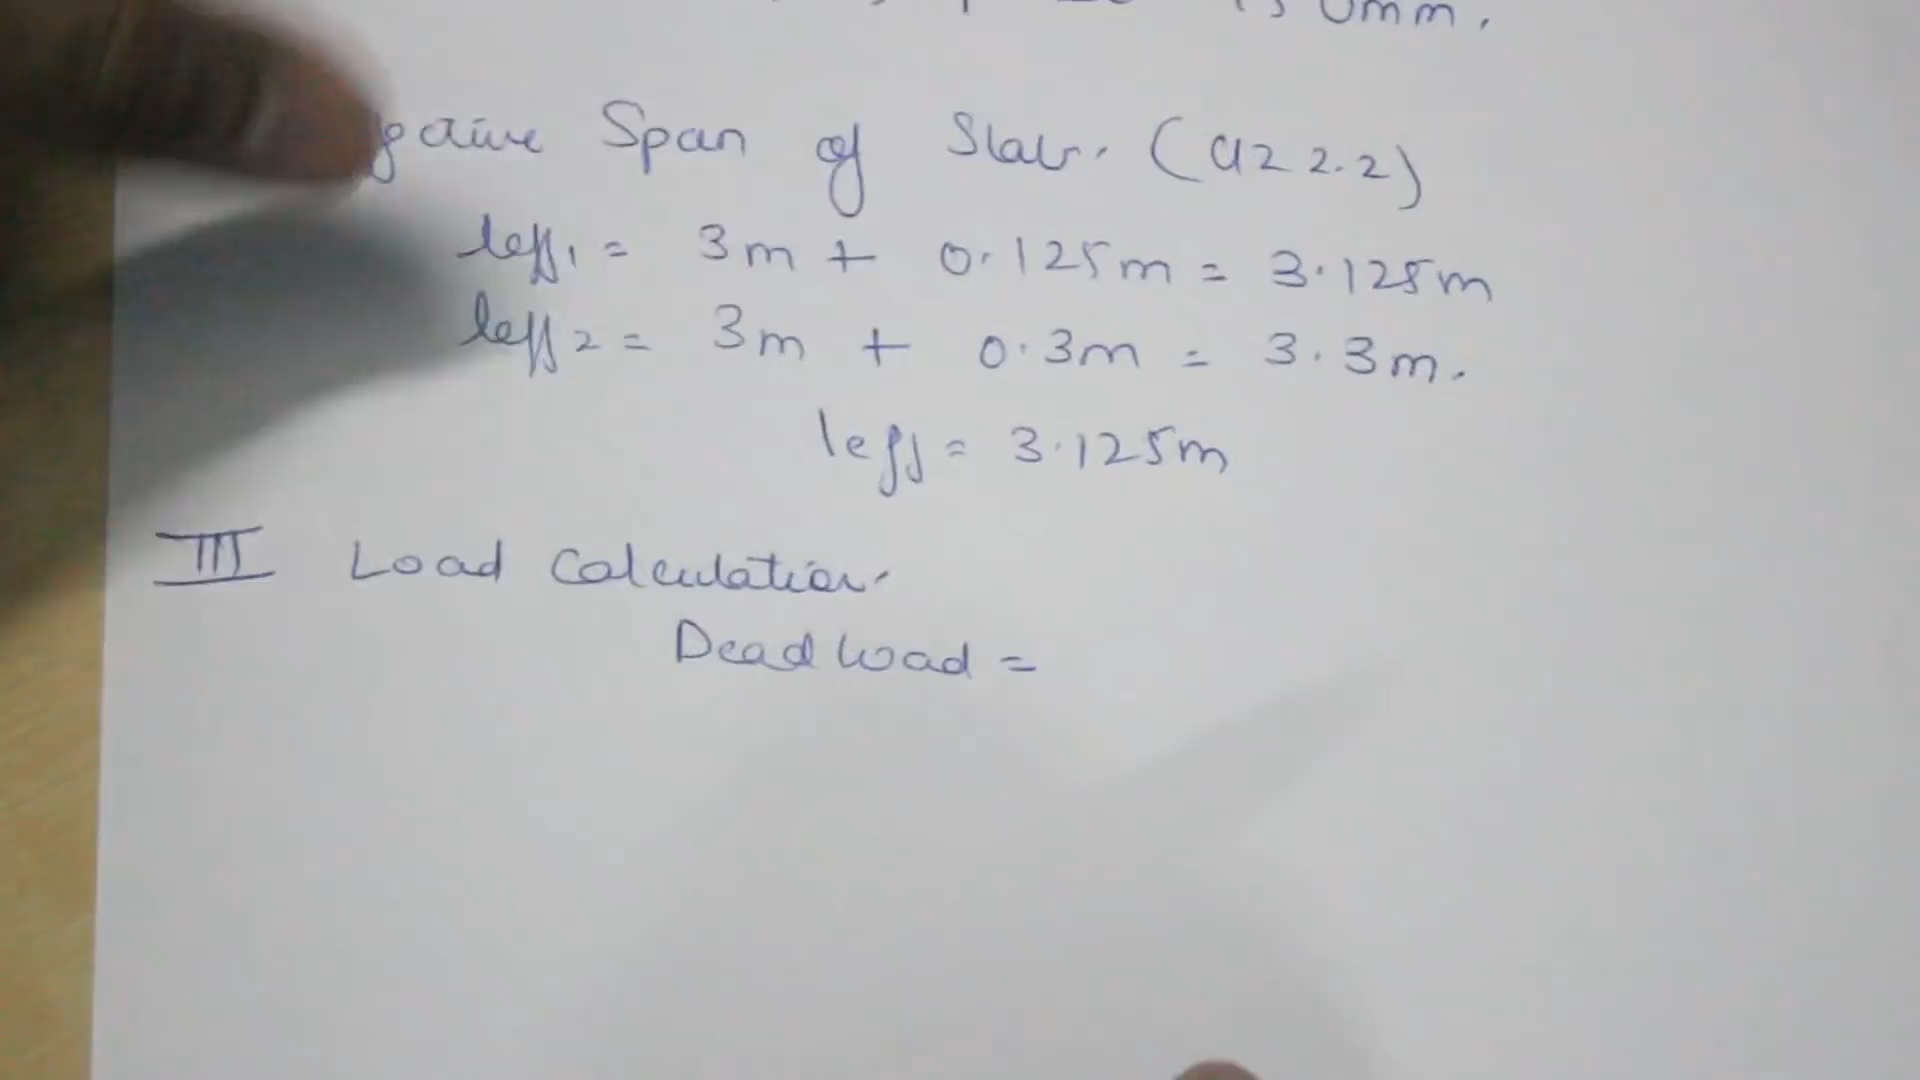 150mm.
Span of Slab. (Cl 22.2)
leff1 = 3m + 0.125m = 3.125m
leff2 = 3m + 0.3m = 3.3m.
leff = 3.125m
III Load Calculation.
Dead load =